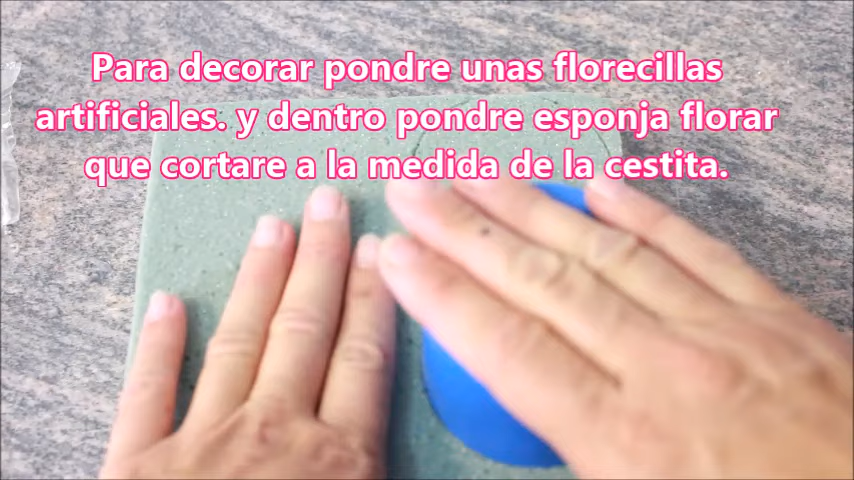 Para decorar pondre unas florecillas
artificiales. y dentro pondre esponja florar
que cortare a la medida de la cestita.